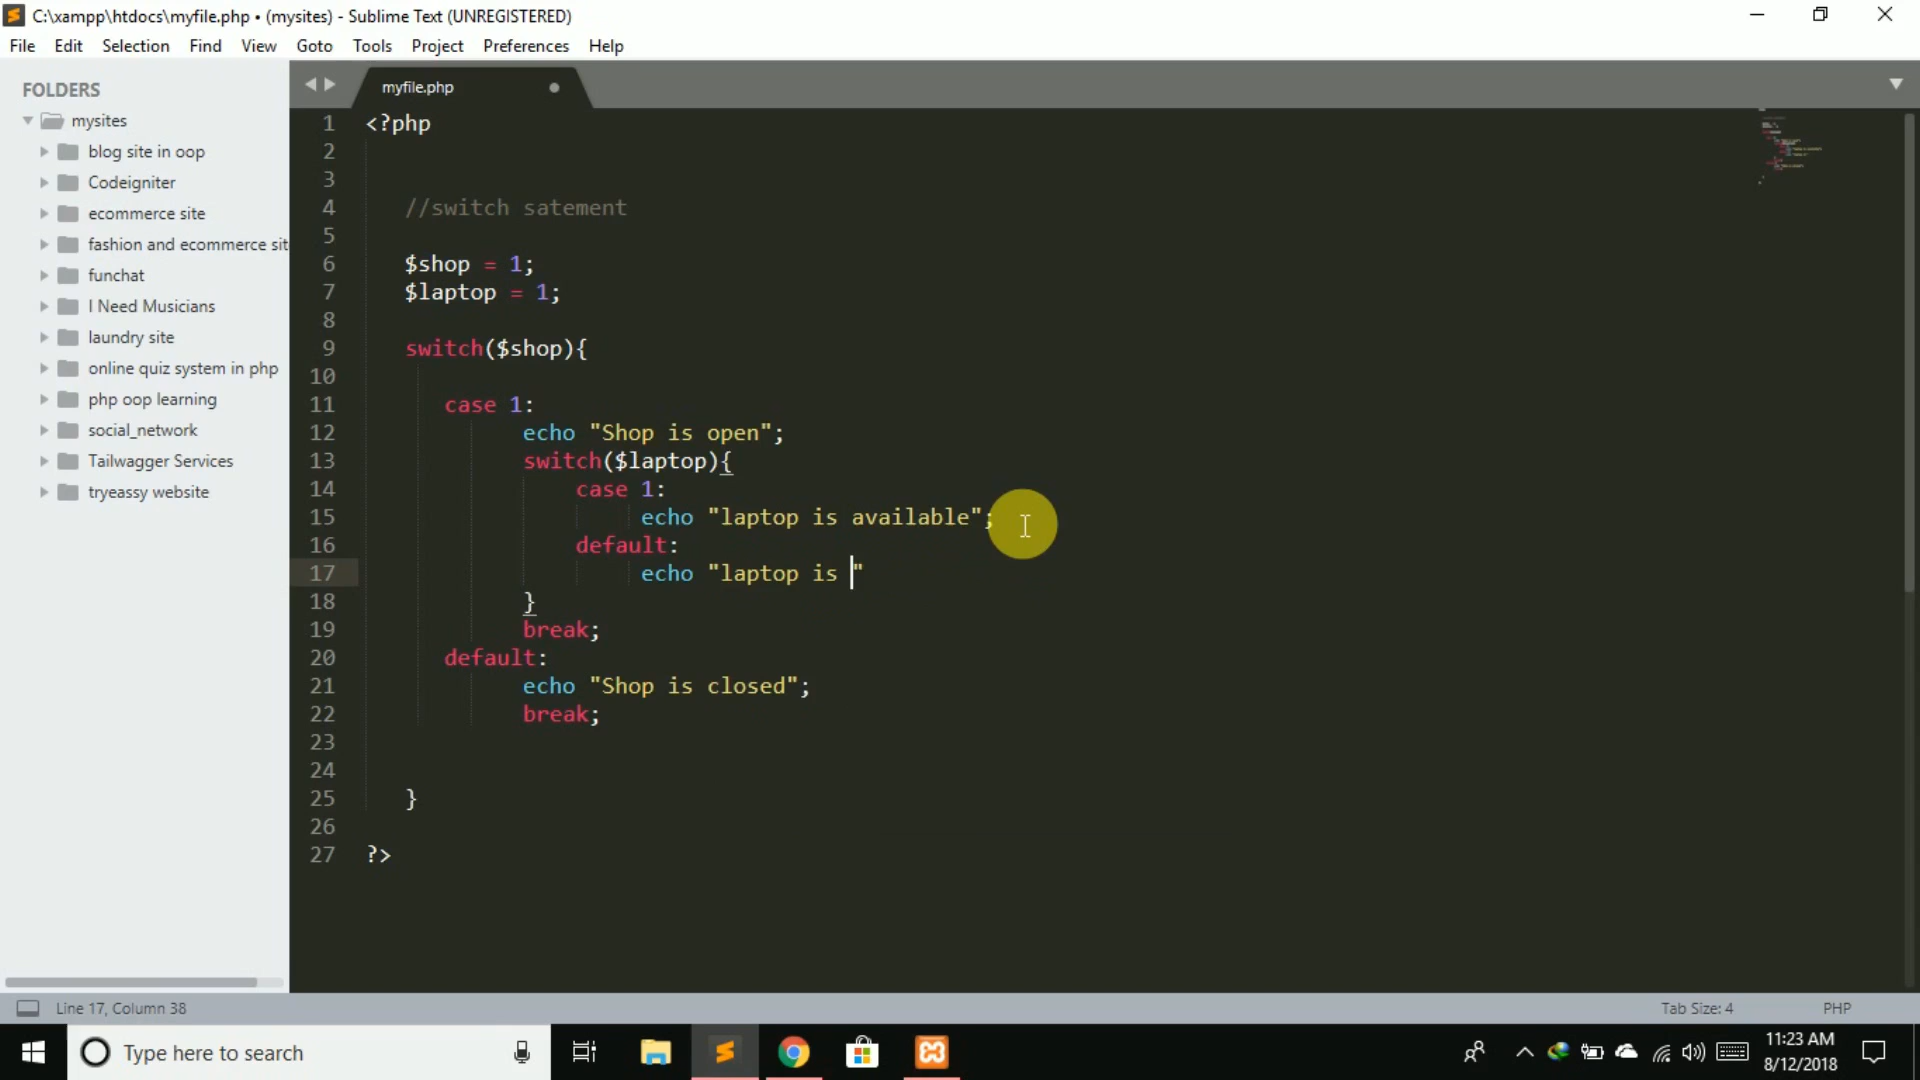 C:\xampp\htdocs\myfile.php • (mysites) - Sublime Text (UNREGISTERED)
File Edit Selection Find View Goto Tools Project Preferences Help
FOLDERS
mysites
blog site in oop
Codeigniter
ecommerce site
fashion and ecommerce sit
funchat
I Need Musicians
laundry site
online quiz system in php
php oop learning
social_network
Tailwagger Services
tryeassy website
myfile.php
1 <?php
2
3
4 //switch satement
5
6 $shop = 1;
7 $laptop = 1;
8
9 switch($shop){
10
11 case 1:
12 echo "Shop is open";
13 switch($laptop){
14 case 1:
15 echo "laptop is available";
16 default:
17 echo "laptop is "
18 }
19 break;
20 default:
21 echo "Shop is closed";
22 break;
23
24
25 }
26
27 ?>
Line 17, Column 38
Tab Size: 4
PHP
Type here to search
11:23 AM
8/12/2018